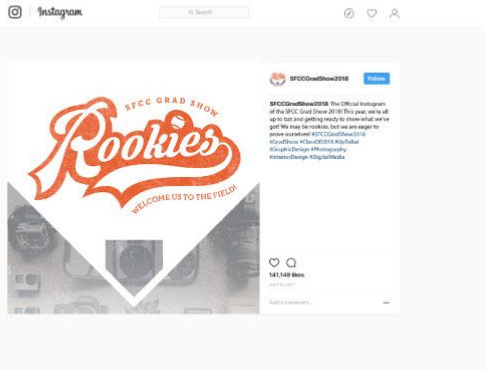 Instagram
Search
SFCC GRAD SHOW
Rookies
WELCOME US TO THE FIELD!
SFCCGradShow2018
Follow
SFCCGradShow2018 The Official Instagram
of the SFCC Grad Show 2018! This year, we're all
up to bat and getting ready to show what we've
got! We may be rookies, but we are eager to
prove ourselves! #SFCCGradShow2018
#GradShow #ClassOf2018 #UpToBat
#GraphicDesign #Photography
#InteriorDesign #DigitalMedia
141,148 likes
Add a comment...